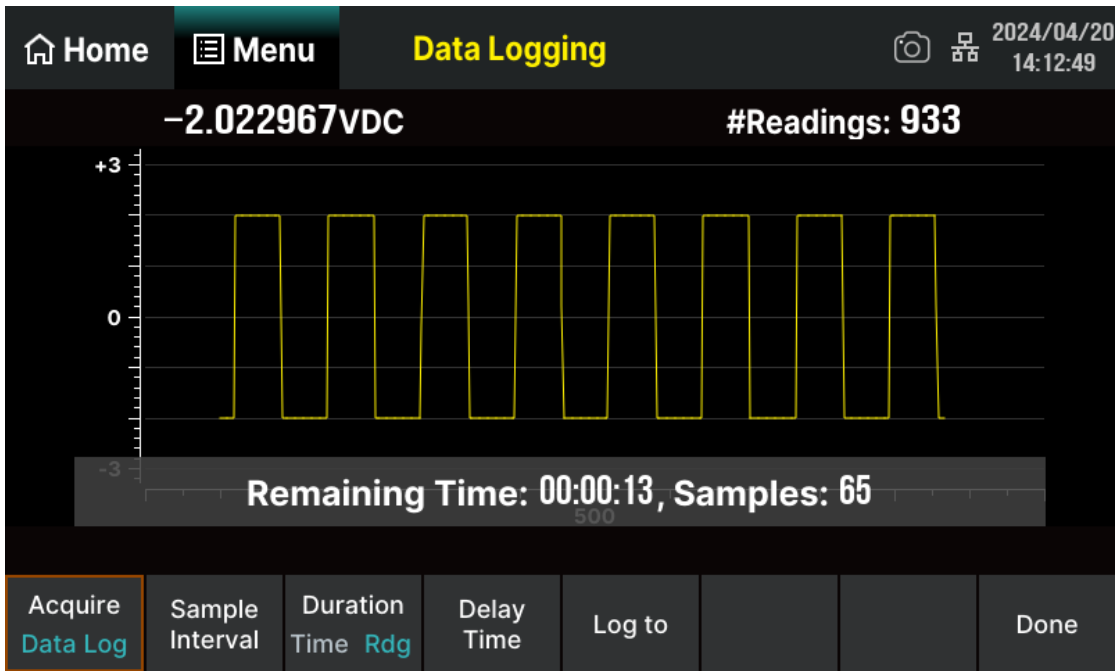 Home Menu Data Logging 2024/04/20
14:12:49
−2.022967VDC #Readings: 933
+3
0
-3
Remaining Time: 00:00:13, Samples: 65
500
Acquire
Data Log
Sample
Interval
Duration
Time Rdg
Delay
Time
Log to
Done